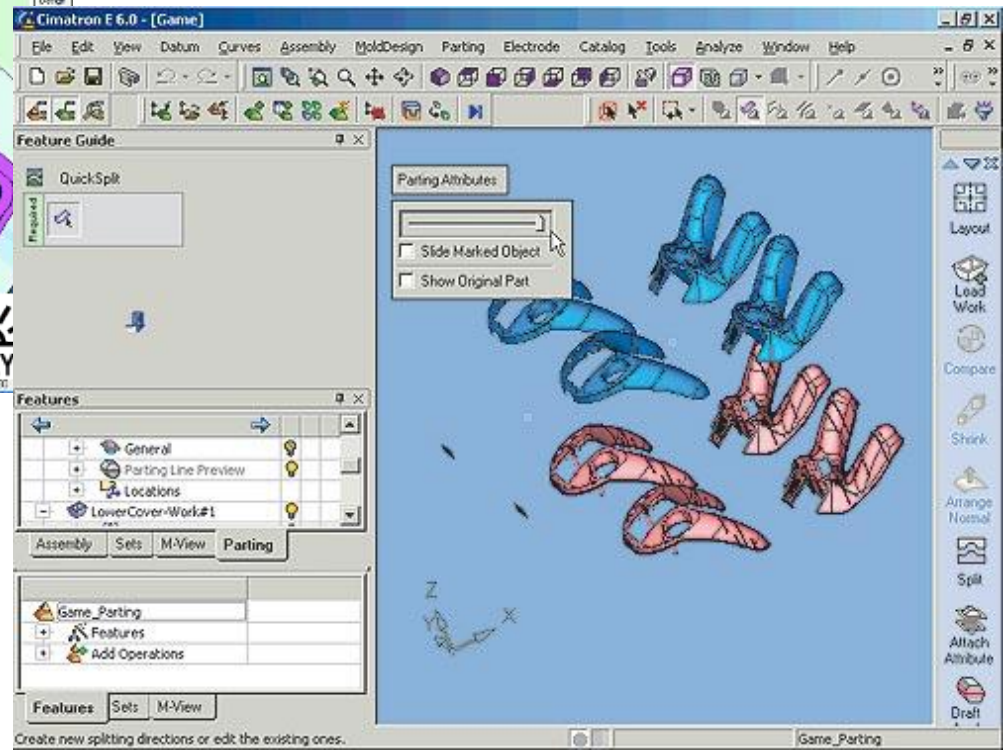 Cimatron E 6.0 - [Game]
File Edit View Datum Curves Assembly MoldDesign Parting Electrode Catalog Tools Analyze Window Help
Feature Guide
QuickSplit
Required
Parting Attributes
Slide Marked Object
Show Original Part
Features
General
Parting Line Preview
Locations
LowerCover-Work#1
Assembly Sets M-View Parting
Game_Parting
Features
Add Operations
Features Sets M-View
Z
Y X
Layout
Load
Work
Compare
Shrink
Arrange
Normal
Split
Attach
Attribute
Draft
Create new splitting directions or edit the existing ones.
Game_Parting